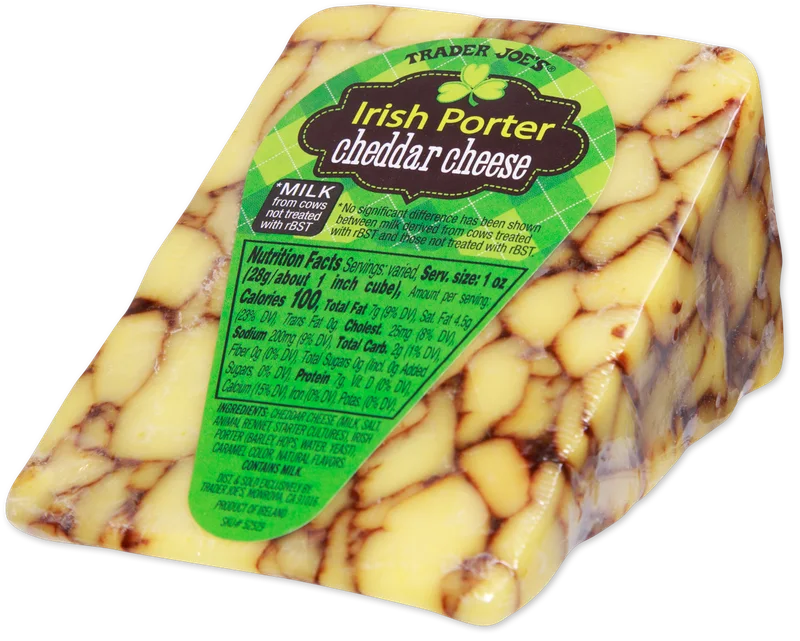 TRADER JOE'S®
Irish Porter
cheddar cheese
*MILK
from cows
not treated
with rBST
*No significant difference has been shown
between milk derived from cows treated
with rBST and those not treated with rBST
Nutrition Facts Servings: varied, Serv. size: 1 oz
(28g/about 1 inch cube), Amount per serving:
Calories 100, Total Fat 7g (9% DV), Sat. Fat 4.5g
(23% DV), Trans Fat 0g, Cholest. 25mg (8% DV),
Sodium 200mg (9% DV), Total Carb. 2g (1% DV),
Fiber 0g (0% DV), Total Sugars 0g (Incl. 0g Added
Sugars, 0% DV), Protein 7g, Vit. D (0% DV),
Calcium (15% DV), Iron (0% DV), Potas. (0% DV).
INGREDIENTS: CHEDDAR CHEESE (MILK, SALT,
ANIMAL RENNET, STARTER CULTURES), IRISH
PORTER (BARLEY, HOPS, WATER, YEAST)
CARAMEL COLOR, NATURAL FLAVORS.
CONTAINS MILK.
DIST. & SOLD EXCLUSIVELY BY:
TRADER JOE'S, MONROVIA, CA 91016
PRODUCT OF IRELAND
SKU#